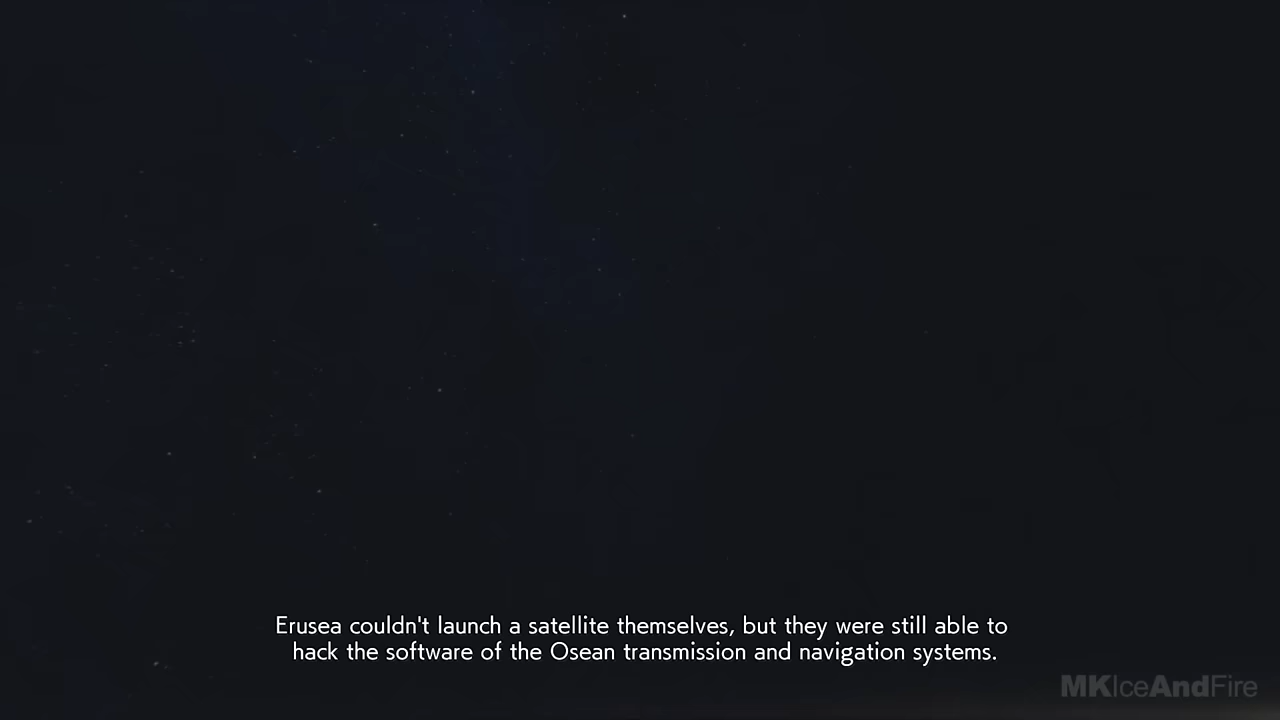 Erusea couldn't launch a satellite themselves, but they were still able to
hack the software of the Osean transmission and navigation systems.
MKIceAndFire